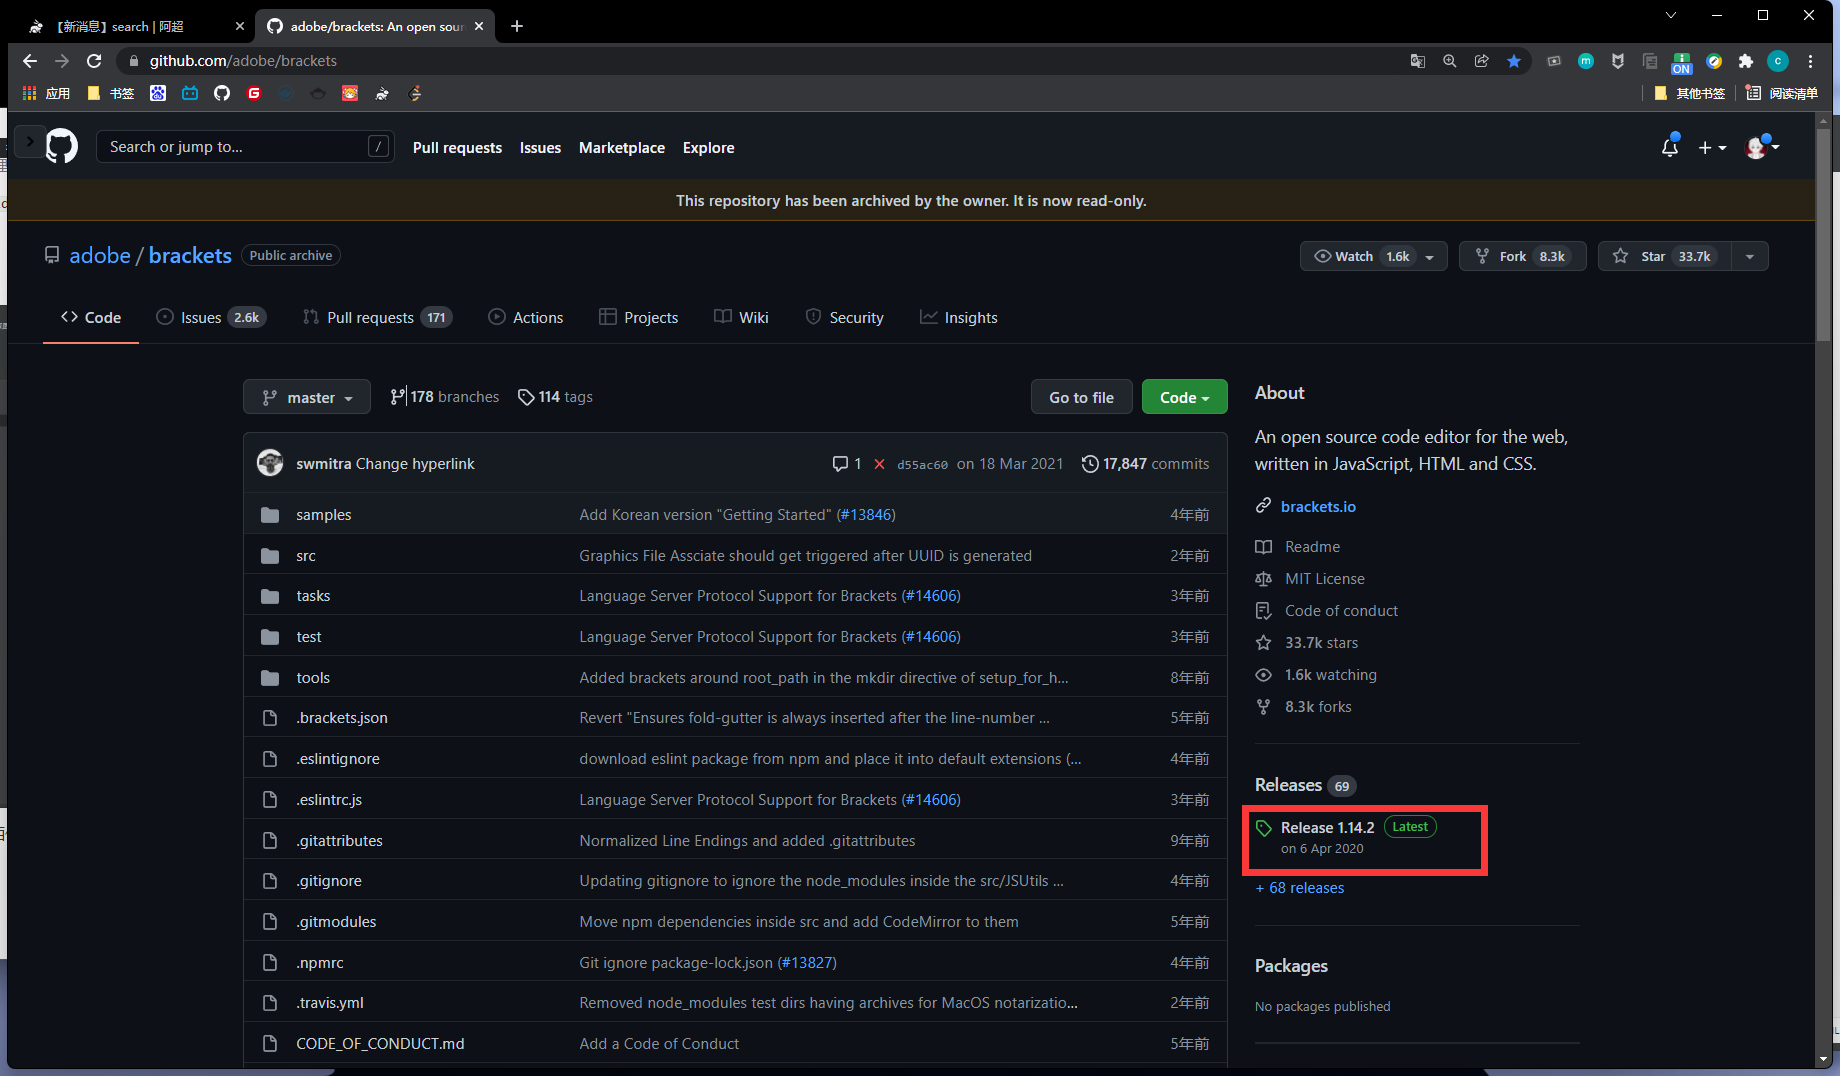 【新消息】search | 阿超
adobe/brackets: An open sour
github.com/adobe/brackets
ON
应用
书签
其他书签
阅读清单
Search or jump to...
/
Pull requests
Issues
Marketplace
Explore
This repository has been archived by the owner. It is now read-only.
adobe / brackets Public archive
Watch 1.6k
Fork 8.3k
Star 33.7k
Code
Issues 2.6k
Pull requests 171
Actions
Projects
Wiki
Security
Insights
master
178 branches
114 tags
Go to file
Code
swmitra Change hyperlink 1 d55ac60 on 18 Mar 2021 17,847 commits
samples Add Korean version "Getting Started" (#13846) 4年前
src Graphics File Assciate should get triggered after UUID is generated 2年前
tasks Language Server Protocol Support for Brackets (#14606) 3年前
test Language Server Protocol Support for Brackets (#14606) 3年前
tools Added brackets around root_path in the mkdir directive of setup_for_h... 8年前
.brackets.json Revert "Ensures fold-gutter is always inserted after the line-number ... 5年前
.eslintignore download eslint package from npm and place it into default extensions (... 4年前
.eslintrc.js Language Server Protocol Support for Brackets (#14606) 3年前
.gitattributes Normalized Line Endings and added .gitattributes 9年前
.gitignore Updating gitignore to ignore the node_modules inside the src/JSUtils ... 4年前
.gitmodules Move npm dependencies inside src and add CodeMirror to them 5年前
.npmrc Git ignore package-lock.json (#13827) 4年前
.travis.yml Removed node_modules test dirs having archives for MacOS notarizatio... 2年前
CODE_OF_CONDUCT.md Add a Code of Conduct 5年前
About
An open source code editor for the web,
written in JavaScript, HTML and CSS.
brackets.io
Readme
MIT License
Code of conduct
33.7k stars
1.6k watching
8.3k forks
Releases 69
Release 1.14.2 Latest
on 6 Apr 2020
+ 68 releases
Packages
No packages published